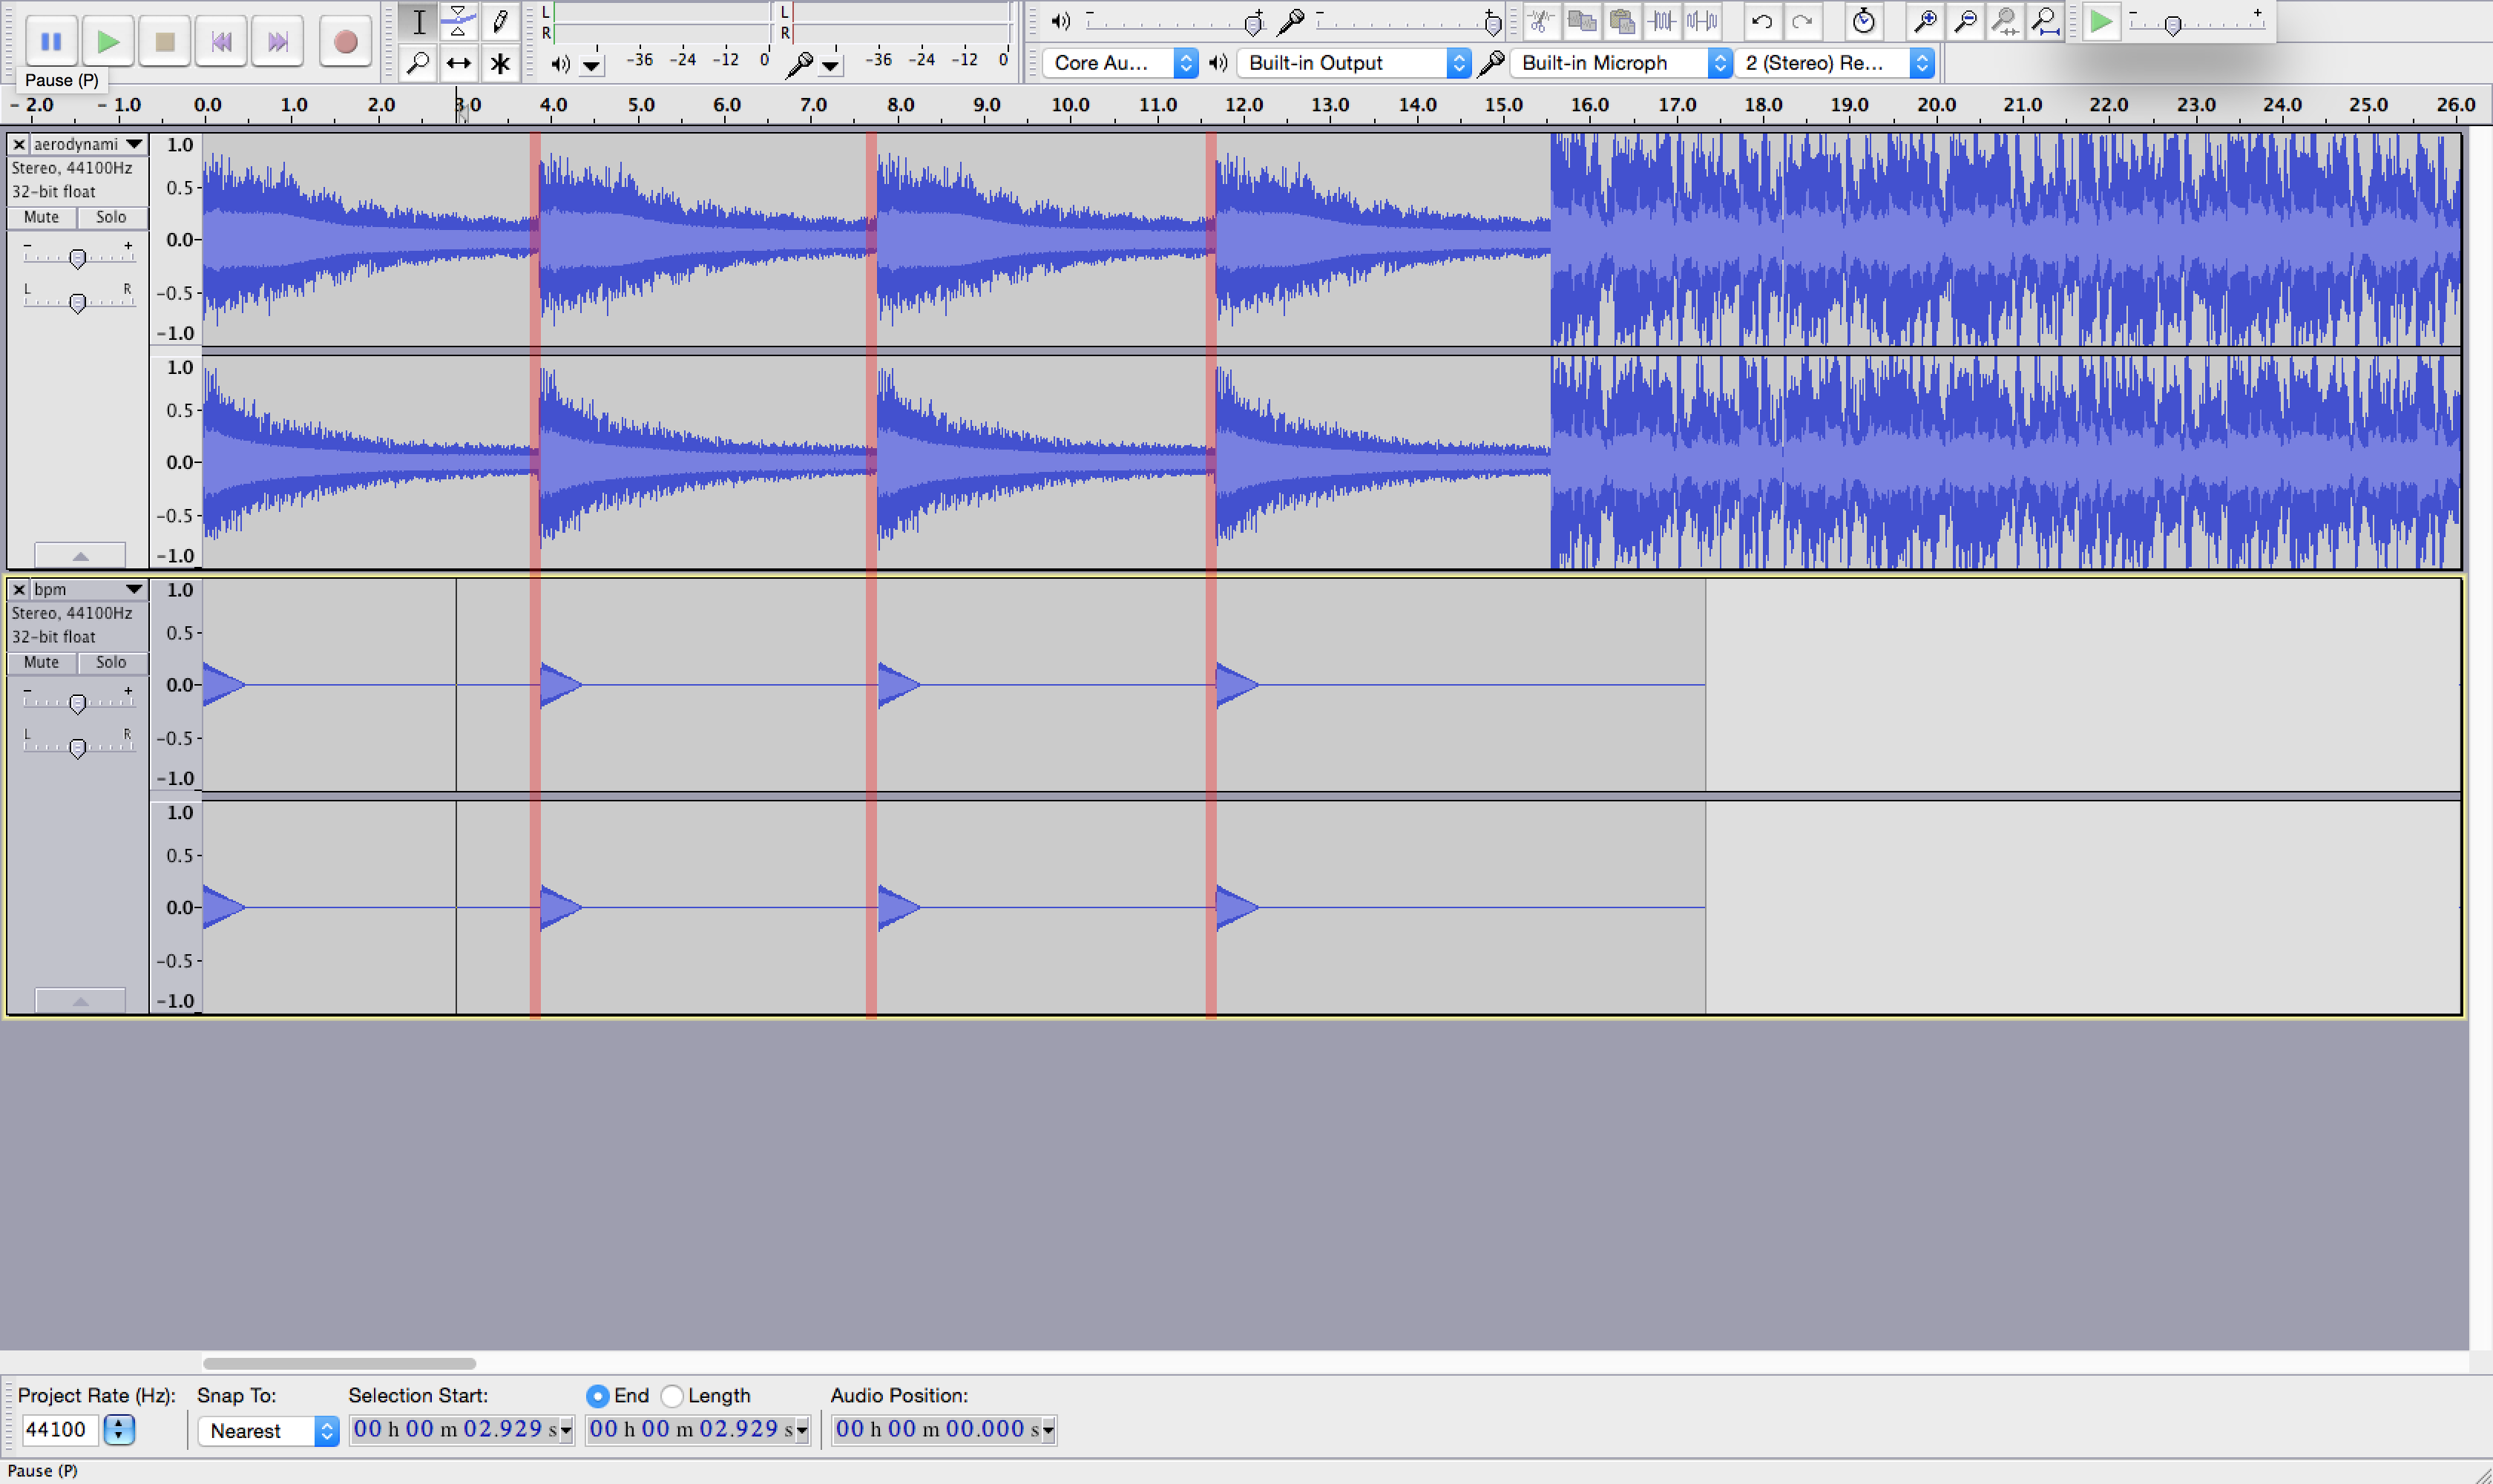 L
R
-36 -24 -12 0
L
R
-36 -24 -12 0
- + - +
- +
Core Au... Built-in Output Built-in Microph 2 (Stereo) Re...
Pause (P)
- 2.0 - 1.0 0.0 1.0 2.0 3.0 4.0 5.0 6.0 7.0 8.0 9.0 10.0 11.0 12.0 13.0 14.0 15.0 16.0 17.0 18.0 19.0 20.0 21.0 22.0 23.0 24.0 25.0 26.0
aerodynami
Stereo, 44100Hz
32-bit float
Mute Solo
- +
L R
1.0
0.5-
0.0-
-0.5-
-1.0
1.0
0.5-
0.0-
-0.5-
-1.0
bpm
Stereo, 44100Hz
32-bit float
Mute Solo
- +
L R
1.0
0.5-
0.0-
-0.5-
-1.0
1.0
0.5-
0.0-
-0.5-
-1.0
Project Rate (Hz): Snap To: Selection Start: End Length Audio Position:
44100 Nearest 00 h 00 m 02.929 s 00 h 00 m 02.929 s 00 h 00 m 00.000 s
Pause (P)